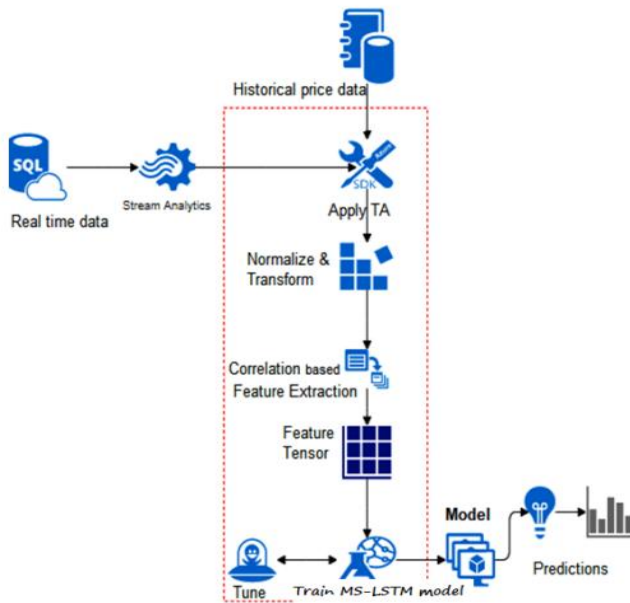 Historical price data
SQL
Real time data
Stream Analytics
Azure
SDK
Apply TA
Normalize &
Transform
Correlation based
Feature Extraction
Feature
Tensor
Model
Tune
Train MS-LSTM model
Predictions